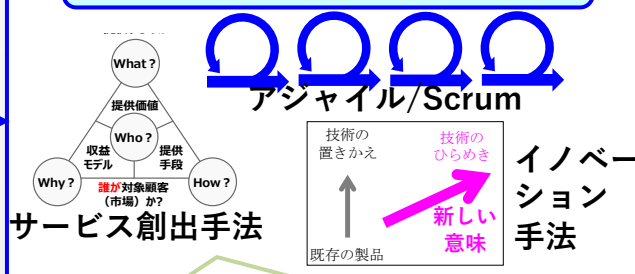 What ?
提供価値
Who ?
収益
モデル
提供
手段
Why ?
How ?
誰が対象顧客
（市場）か?
サービス創出手法
アジャイル/Scrum
技術の
置きかえ
技術の
ひらめき
新しい
意味
既存の製品
イノベー
ション
手法